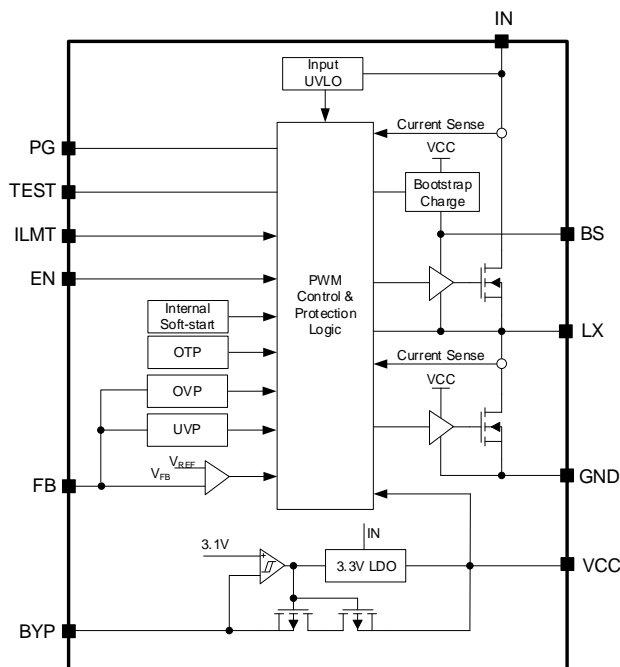 IN
Input
UVLO
Current Sense
PG
VCC
TEST
Bootstrap
Charge
ILMT
BS
EN
PWM
Control &
Protection
Logic
Internal
Soft-start
LX
OTP
Current Sense
OVP
VCC
UVP
VREF
VFB
FB
GND
IN
3.1V
+
3.3V LDO
VCC
-
BYP